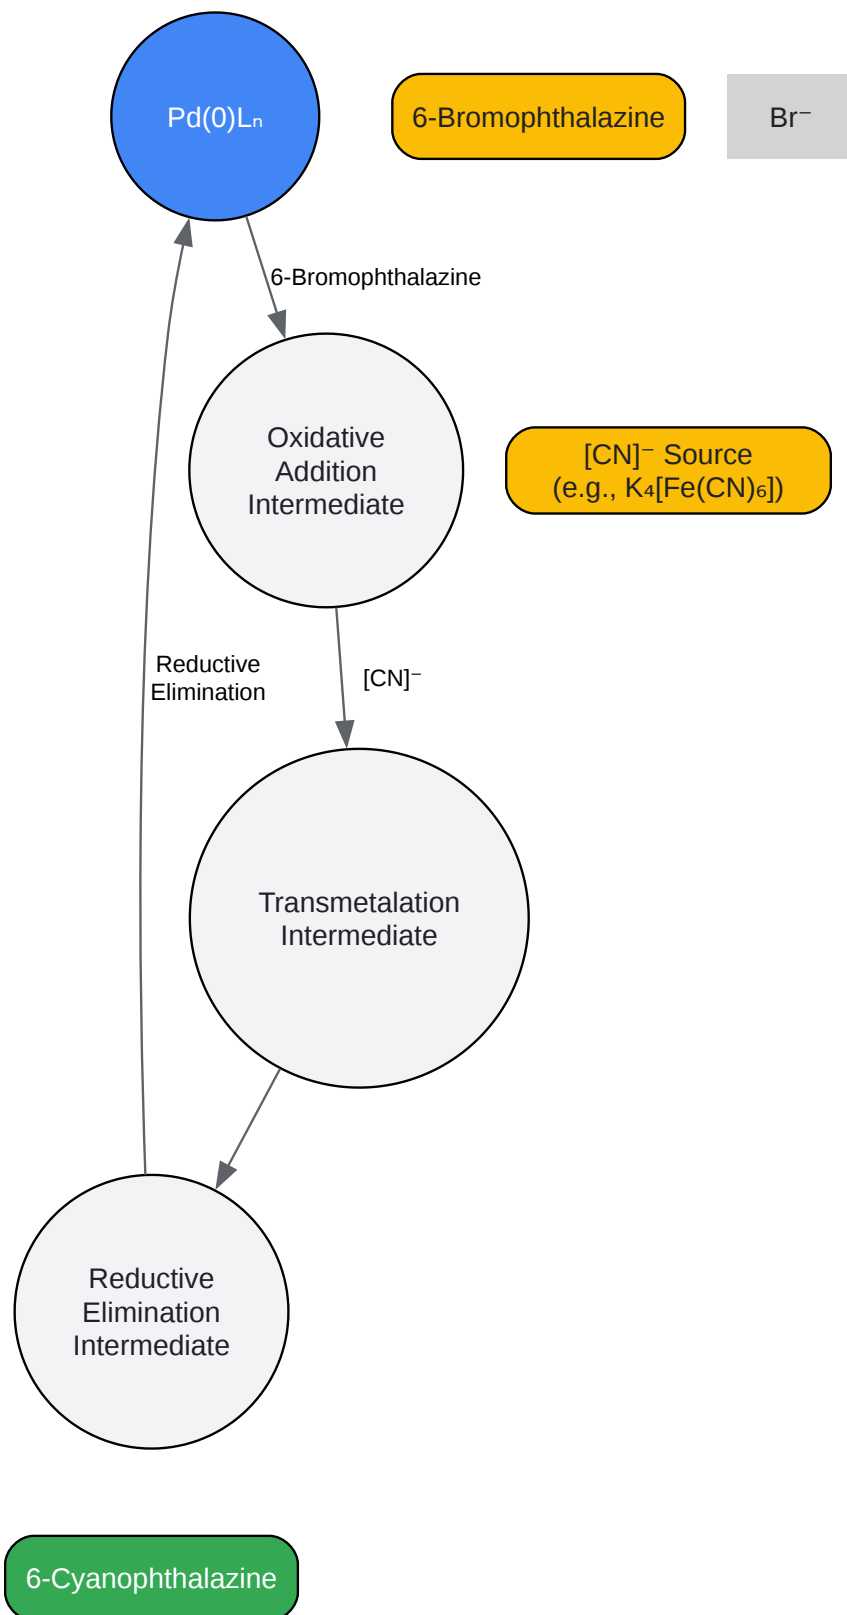 Pd(0)Lₙ
6-Bromophthalazine
Br⁻
6-Bromophthalazine
Oxidative
Addition
Intermediate
[CN]⁻ Source
(e.g., K₄[Fe(CN)₆])
Reductive
Elimination
[CN]⁻
Transmetalation
Intermediate
Reductive
Elimination
Intermediate
6-Cyanophthalazine